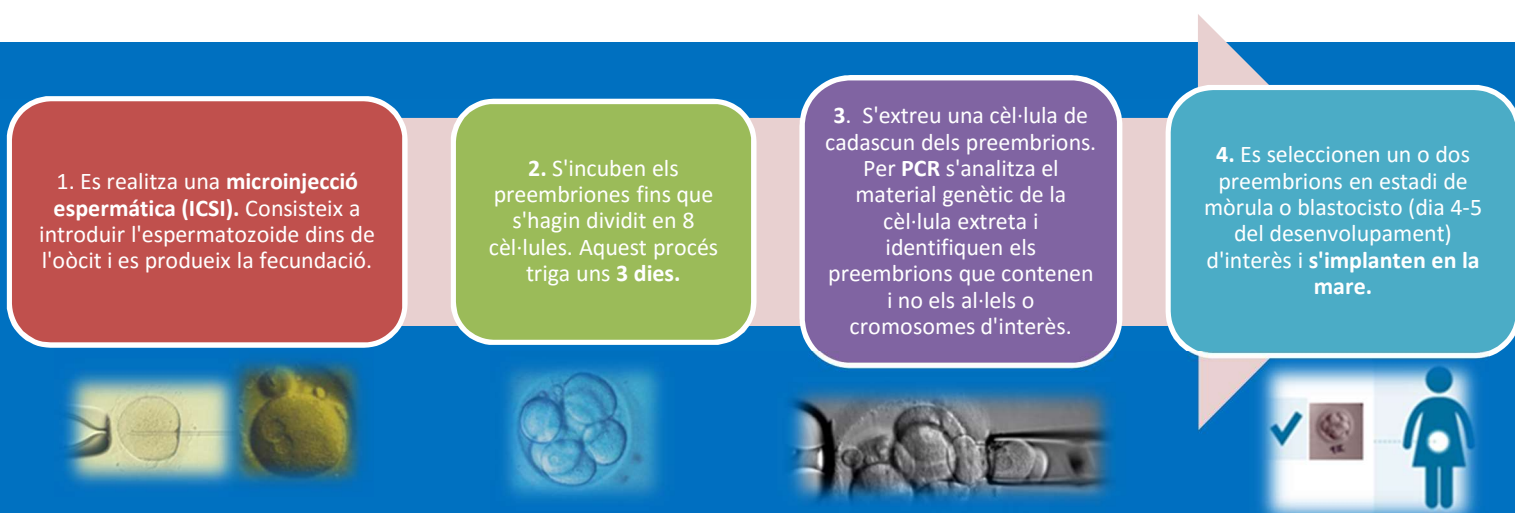 1. Es realitza una microinjecció
espermática (ICSI). Consisteix a
introduir l'espermatozoide dins de
l'oòcit i es produeix la fecundació.
2. S'incuben els
preembriones fins que
s'hagin dividit en 8
cèl·lules. Aquest procés
triga uns 3 dies.
3. S'extreu una cèl·lula de
cadascun dels preembrions.
Per PCR s'analitza el
material genètic de la
cèl·lula extreta i
identifiquen els
preembrions que contenen
i no els al·lels o
cromosomes d'interès.
4. Es seleccionen un o dos
preembrions en estadi de
mòrula o blastocisto (dia 4-5
del desenvolupament)
d'interès i s'implanten en la
mare.